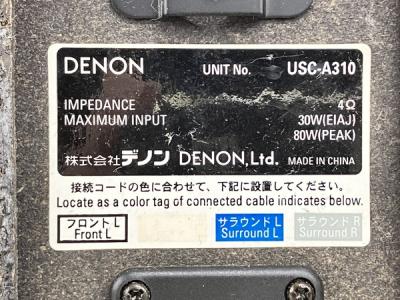 DENON UNIT No. USC-A310
IMPEDANCE 4Ω
MAXIMUM INPUT 30W(EIAJ)
80W(PEAK)
株式会社デノン DENON,Ltd. MADE IN CHINA
接続コードの色に合わせて、下記に設置してください。
Locate as a color tag of connected cable indicates below.
フロント L サラウンド L サラウンド R
Front L Surround L Surround R